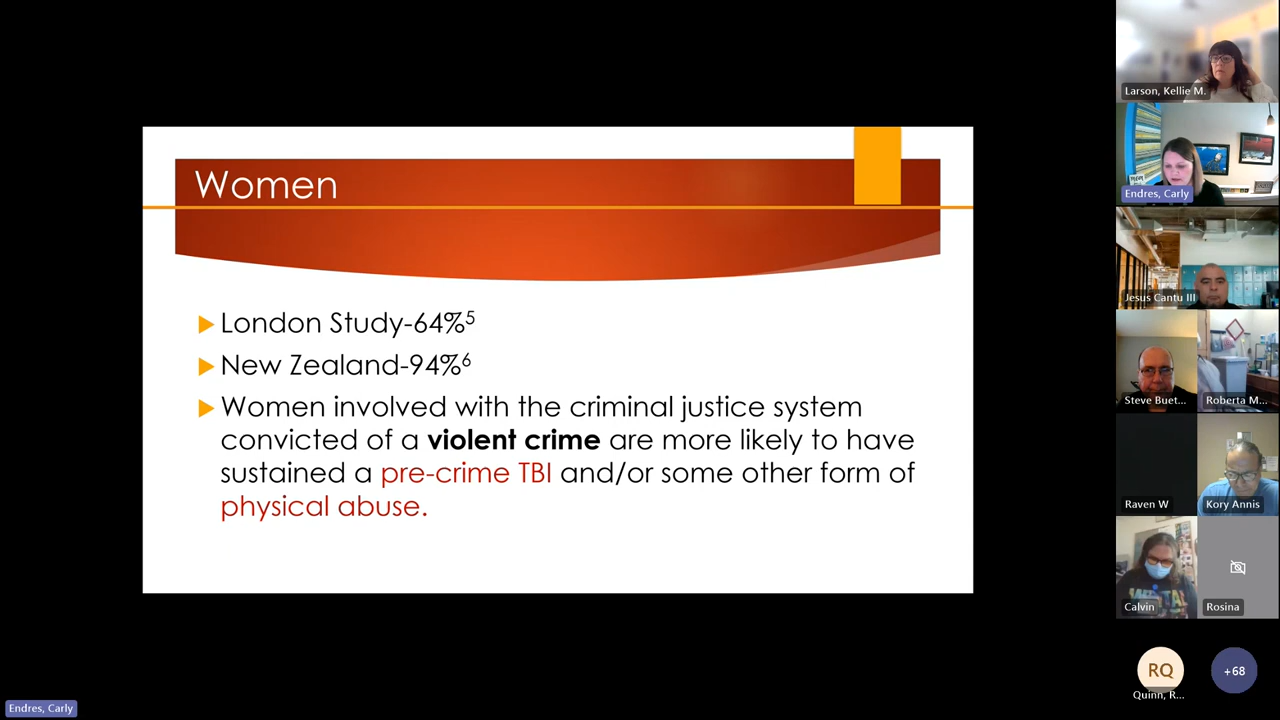 Women
London Study-64%5
New Zealand-94%6
Women involved with the criminal justice system
convicted of a violent crime are more likely to have
sustained a pre-crime TBI and/or some other form of
physical abuse.
Larson, Kellie M.
Endres, Carly
Jesus Cantu III
Steve Buet...
Roberta M...
Raven W
Kory Annis
Calvin
Rosina
RQ
Quinn, R...
+68
Endres, Carly